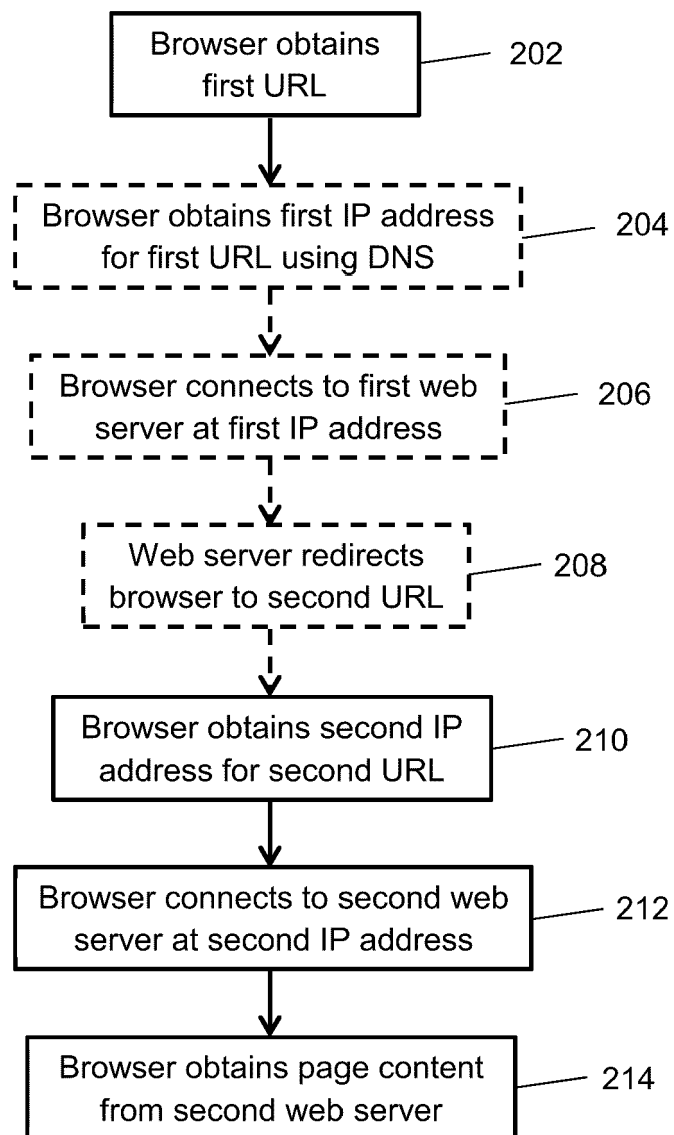 Browser obtains
first URL
202
Browser obtains first IP address
for first URL using DNS
204
Browser connects to first web
server at first IP address
206
Web server redirects
browser to second URL
208
Browser obtains second IP
address for second URL
210
Browser connects to second web
server at second IP address
212
Browser obtains page content
from second web server
214